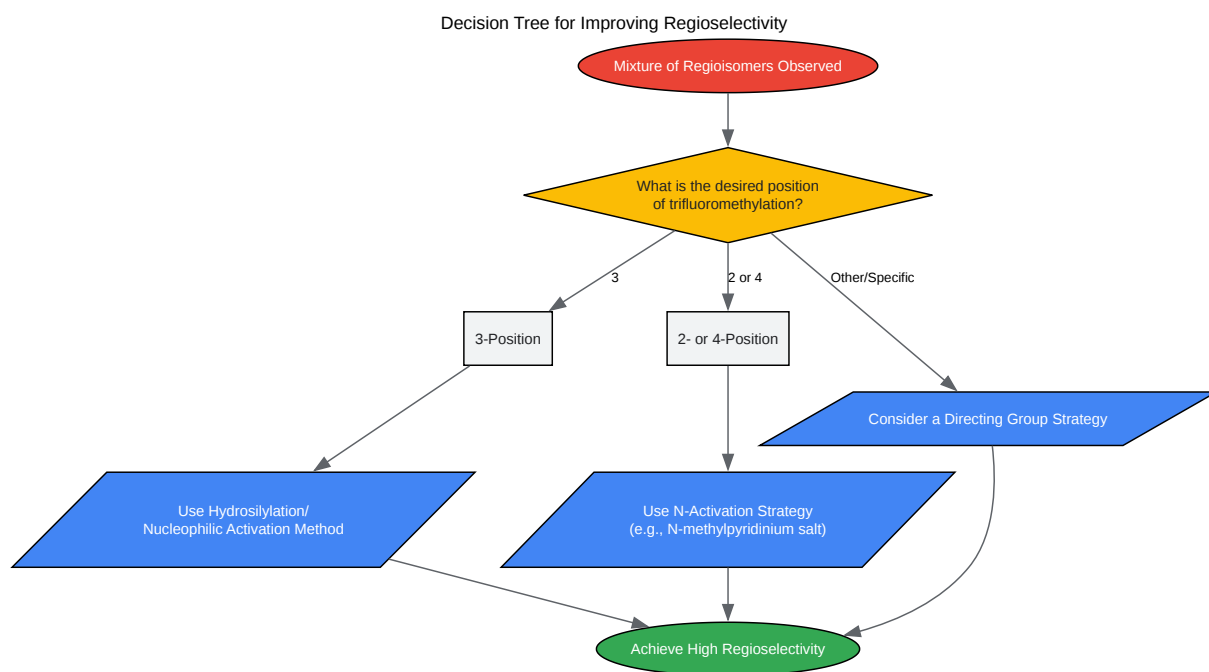 Decision Tree for Improving Regioselectivity
Mixture of Regioisomers Observed
What is the desired position
of trifluoromethylation?
3
2 or 4
Other/Specific
3-Position
2- or 4-Position
Consider a Directing Group Strategy
Use Hydrosilylation/
Nucleophilic Activation Method
Use N-Activation Strategy
(e.g., N-methylpyridinium salt)
Achieve High Regioselectivity